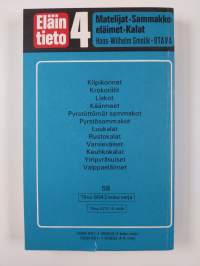 Eläin
tieto
4
Matelijat-Sammakko
eläimet-Kalat
Hans-Wilhelm Smolik-OTAVA
Kilpikonnat
Krokotiilit
Liskot
Käärmeet
Pyrstöttömät sammakot
Pyrstösammakot
Luukalat
Rustokalat
Varsieväiset
Keuhkokalat
Ympyräsuiset
Vaippaeläimet
58